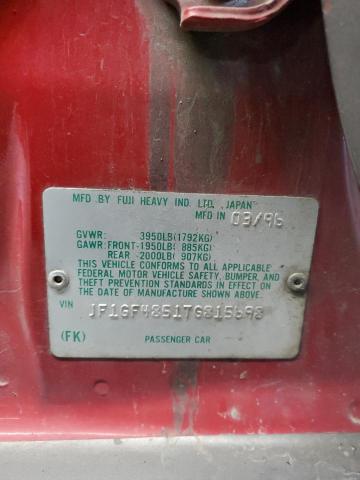 MFD BY FUJI HEAVY IND. LTD., JAPAN
MFD IN 03/96
GVWR: 3950LB(1792KG)
GAWR: FRONT-1950LB( 885KG)
REAR -2000LB( 907KG)
THIS VEHICLE CONFORMS TO ALL APPLICABLE
FEDERAL MOTOR VEHICLE SAFETY, BUMPER, AND
THEFT PREVENTION STANDARDS IN EFFECT ON
THE DATE OF MANUFACTURE SHOWN ABOVE.
VIN JF1GF4851TG815698
(FK) PASSENGER CAR